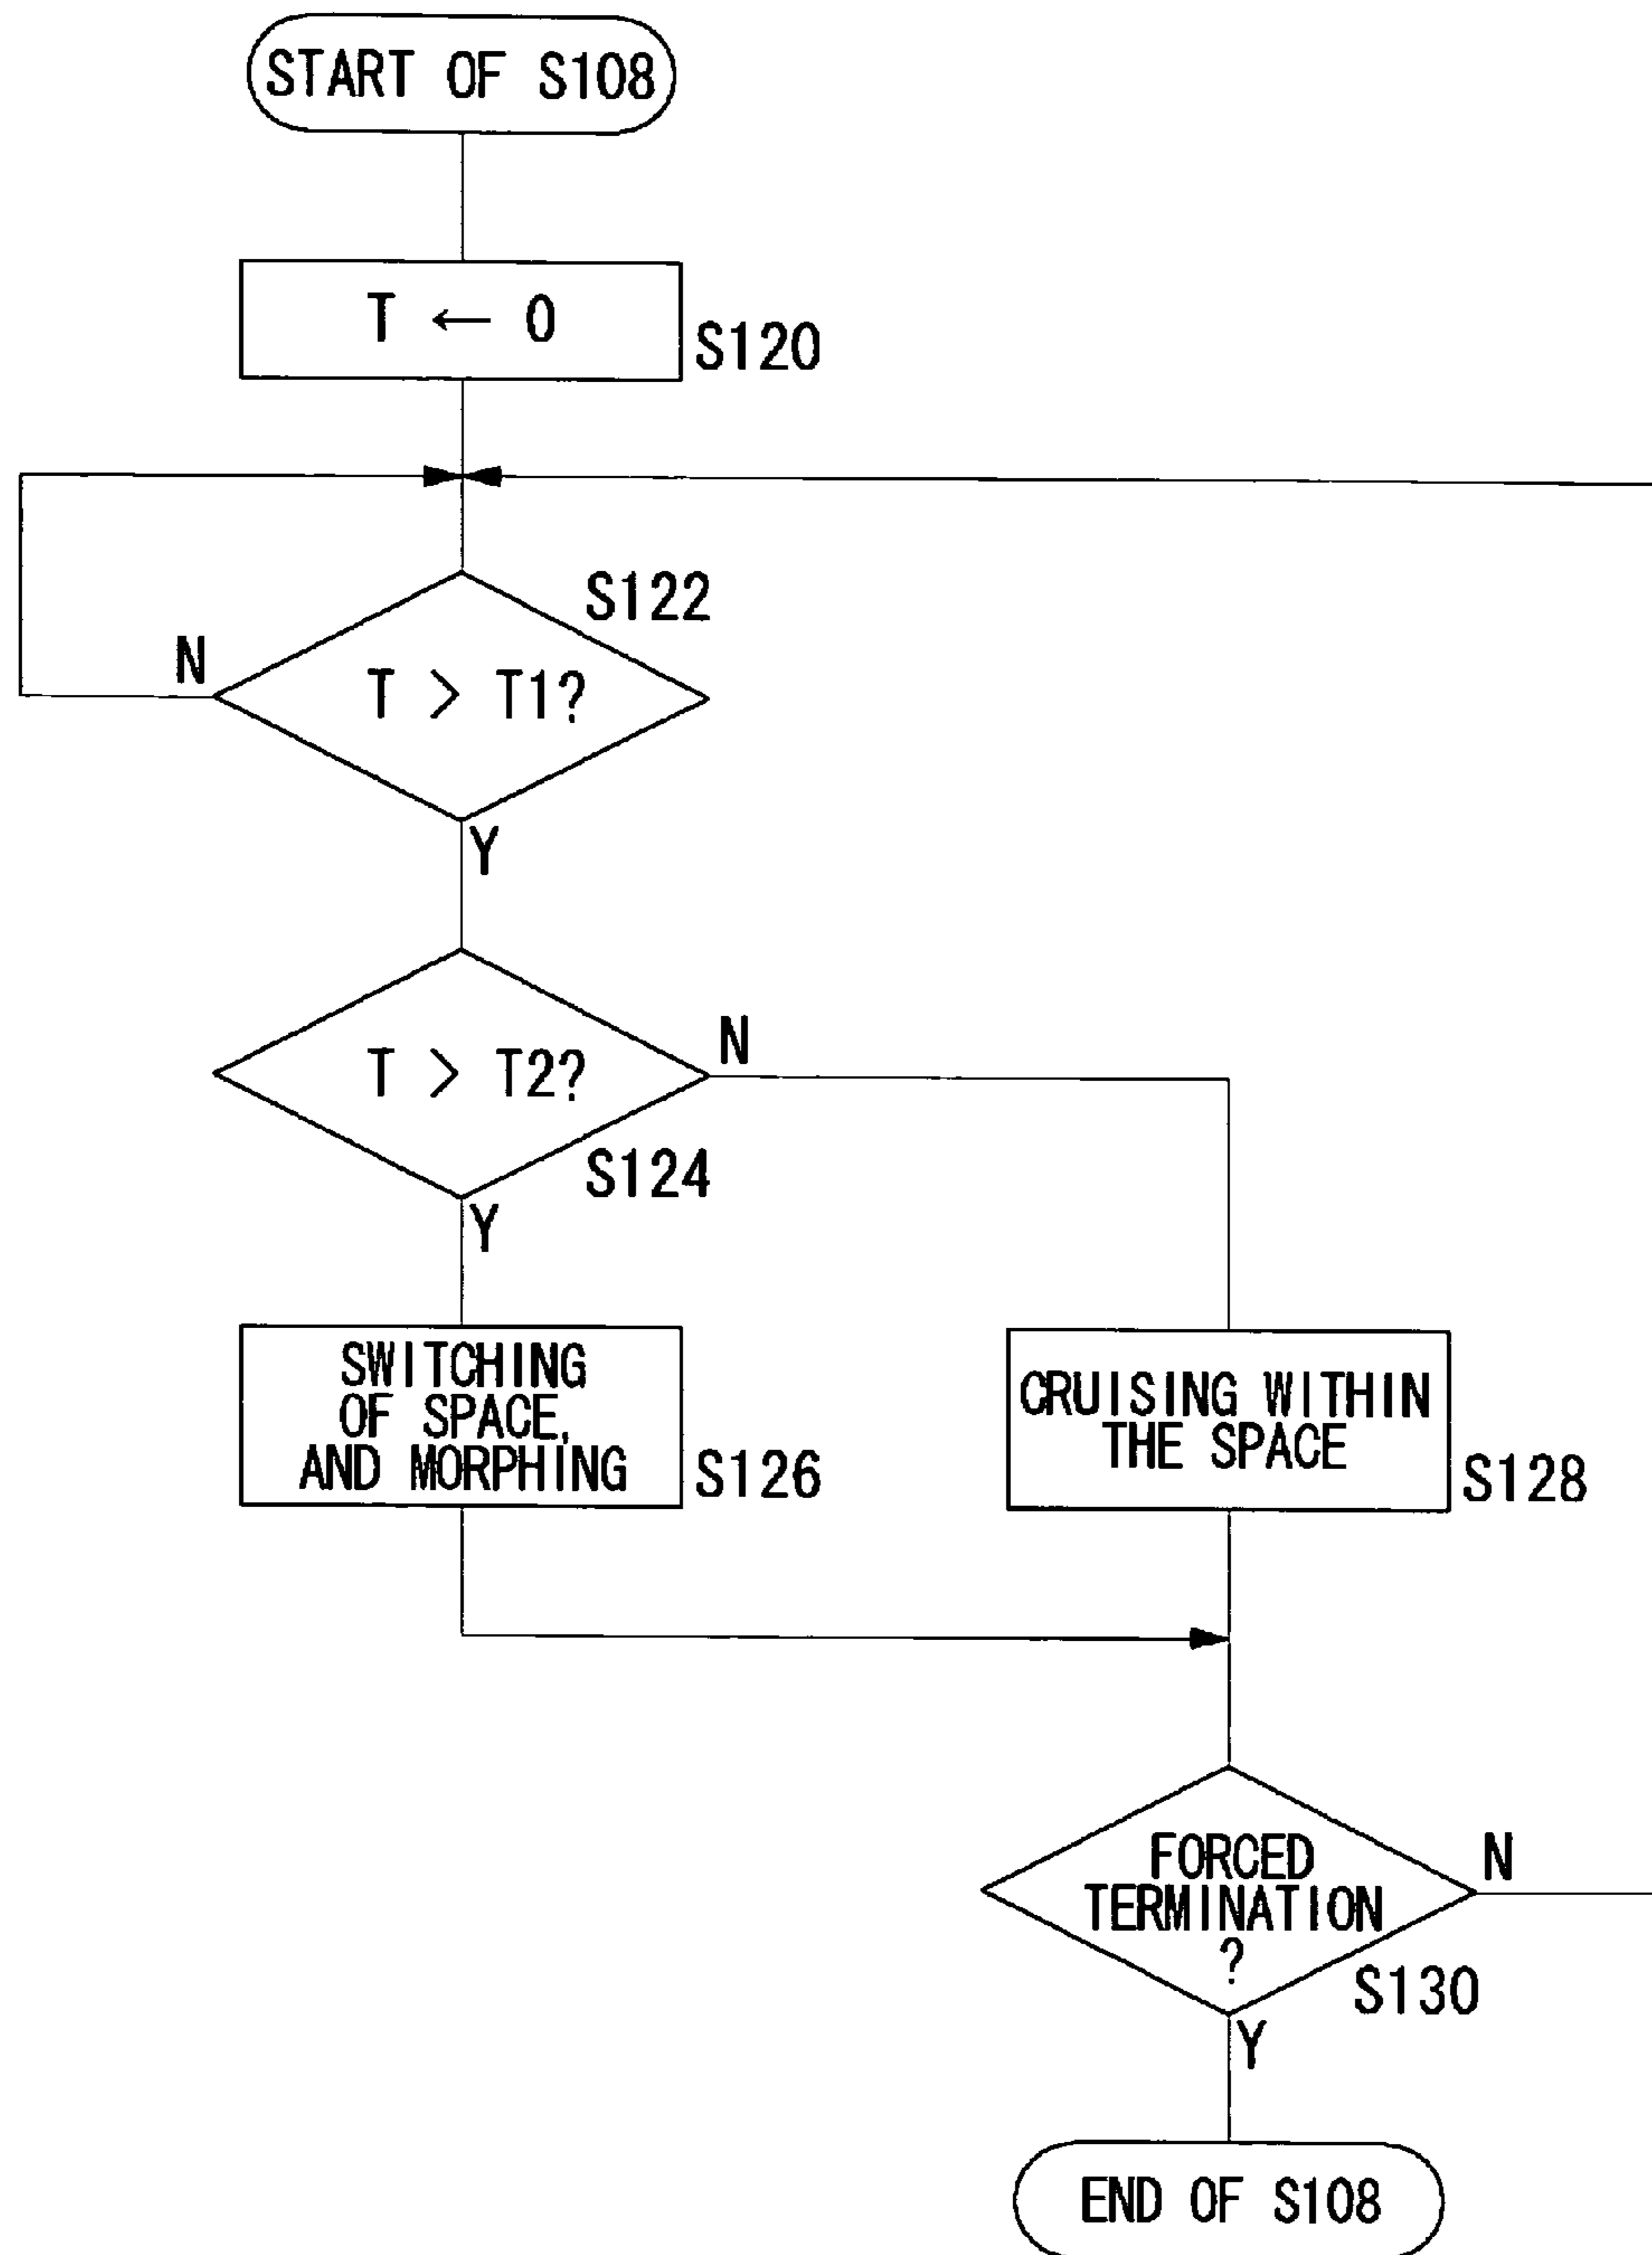 START OF S108
T ← 0
S120
S122
N
T > T1?
Y
N
T > T2?
S124
Y
SWITCHING
OF SPACE,
AND MORPHING
S126
CRUISING WITHIN
THE SPACE
S128
FORCED
TERMINATION
?
N
S130
Y
END OF S108